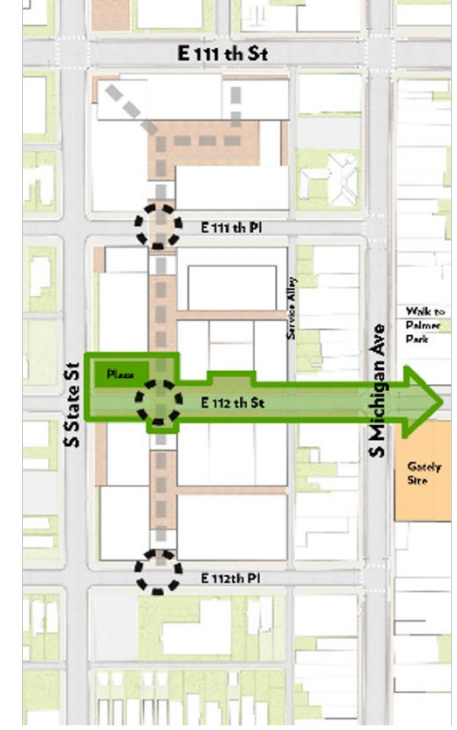 E 111 th St
E 111 th Pl
Service Alley
Walk to
Palmer
Park
Plaza
S State St
E 112 th St
S Michigan Ave
Gately
Site
E 112th Pl